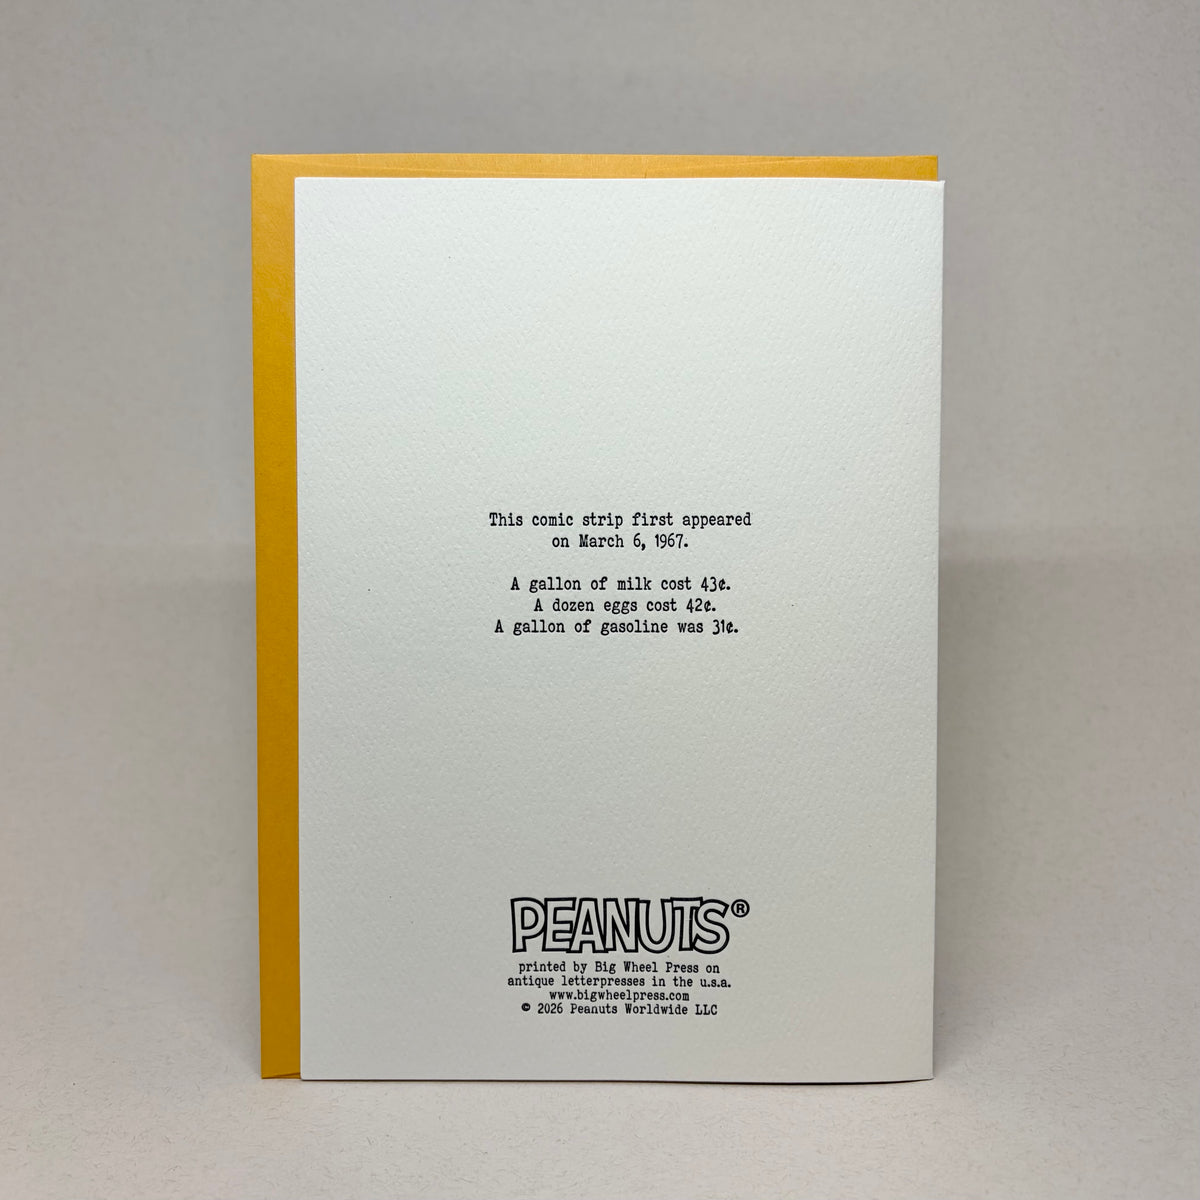 This comic strip first appeared
on March 6, 1967.
A gallon of milk cost 43¢.
A dozen eggs cost 42¢.
A gallon of gasoline was 31¢.
PEANUTS®
printed by Big Wheel Press on
antique letterpresses in the u.s.a.
www.bigwheelpress.com
© 2026 Peanuts Worldwide LLC